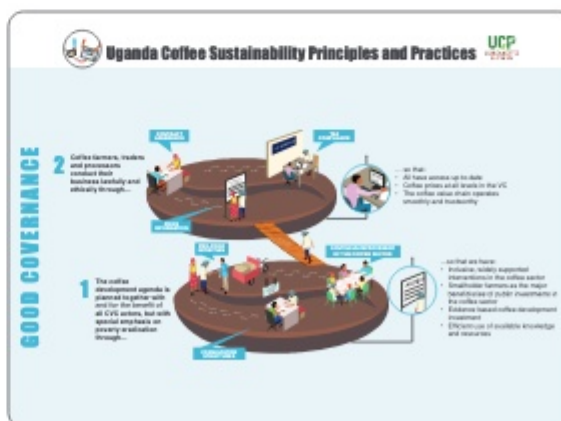 Uganda Coffee Sustainability Principles and Practices
UCP
GOOD GOVERNANCE
2
Coffee farmers, traders
and processors
conduct their
business lawfully and
ethically through...
...so that:
All have access up to date
Coffee prices at all levels in the VC
The coffee value chain operates
smoothly and trustworthy
1
The coffee
development agenda is
planned together with
and for the benefit of
all CVC actors, but with
special emphasis on
poverty eradication
through...
...so that we have:
Inclusive, widely supported
interventions in the coffee sector
Smallholder farmers as the major
beneficiaries of public investments in
the coffee sector
Evidence based coffee development
investment
Efficient use of available knowledge
and resources